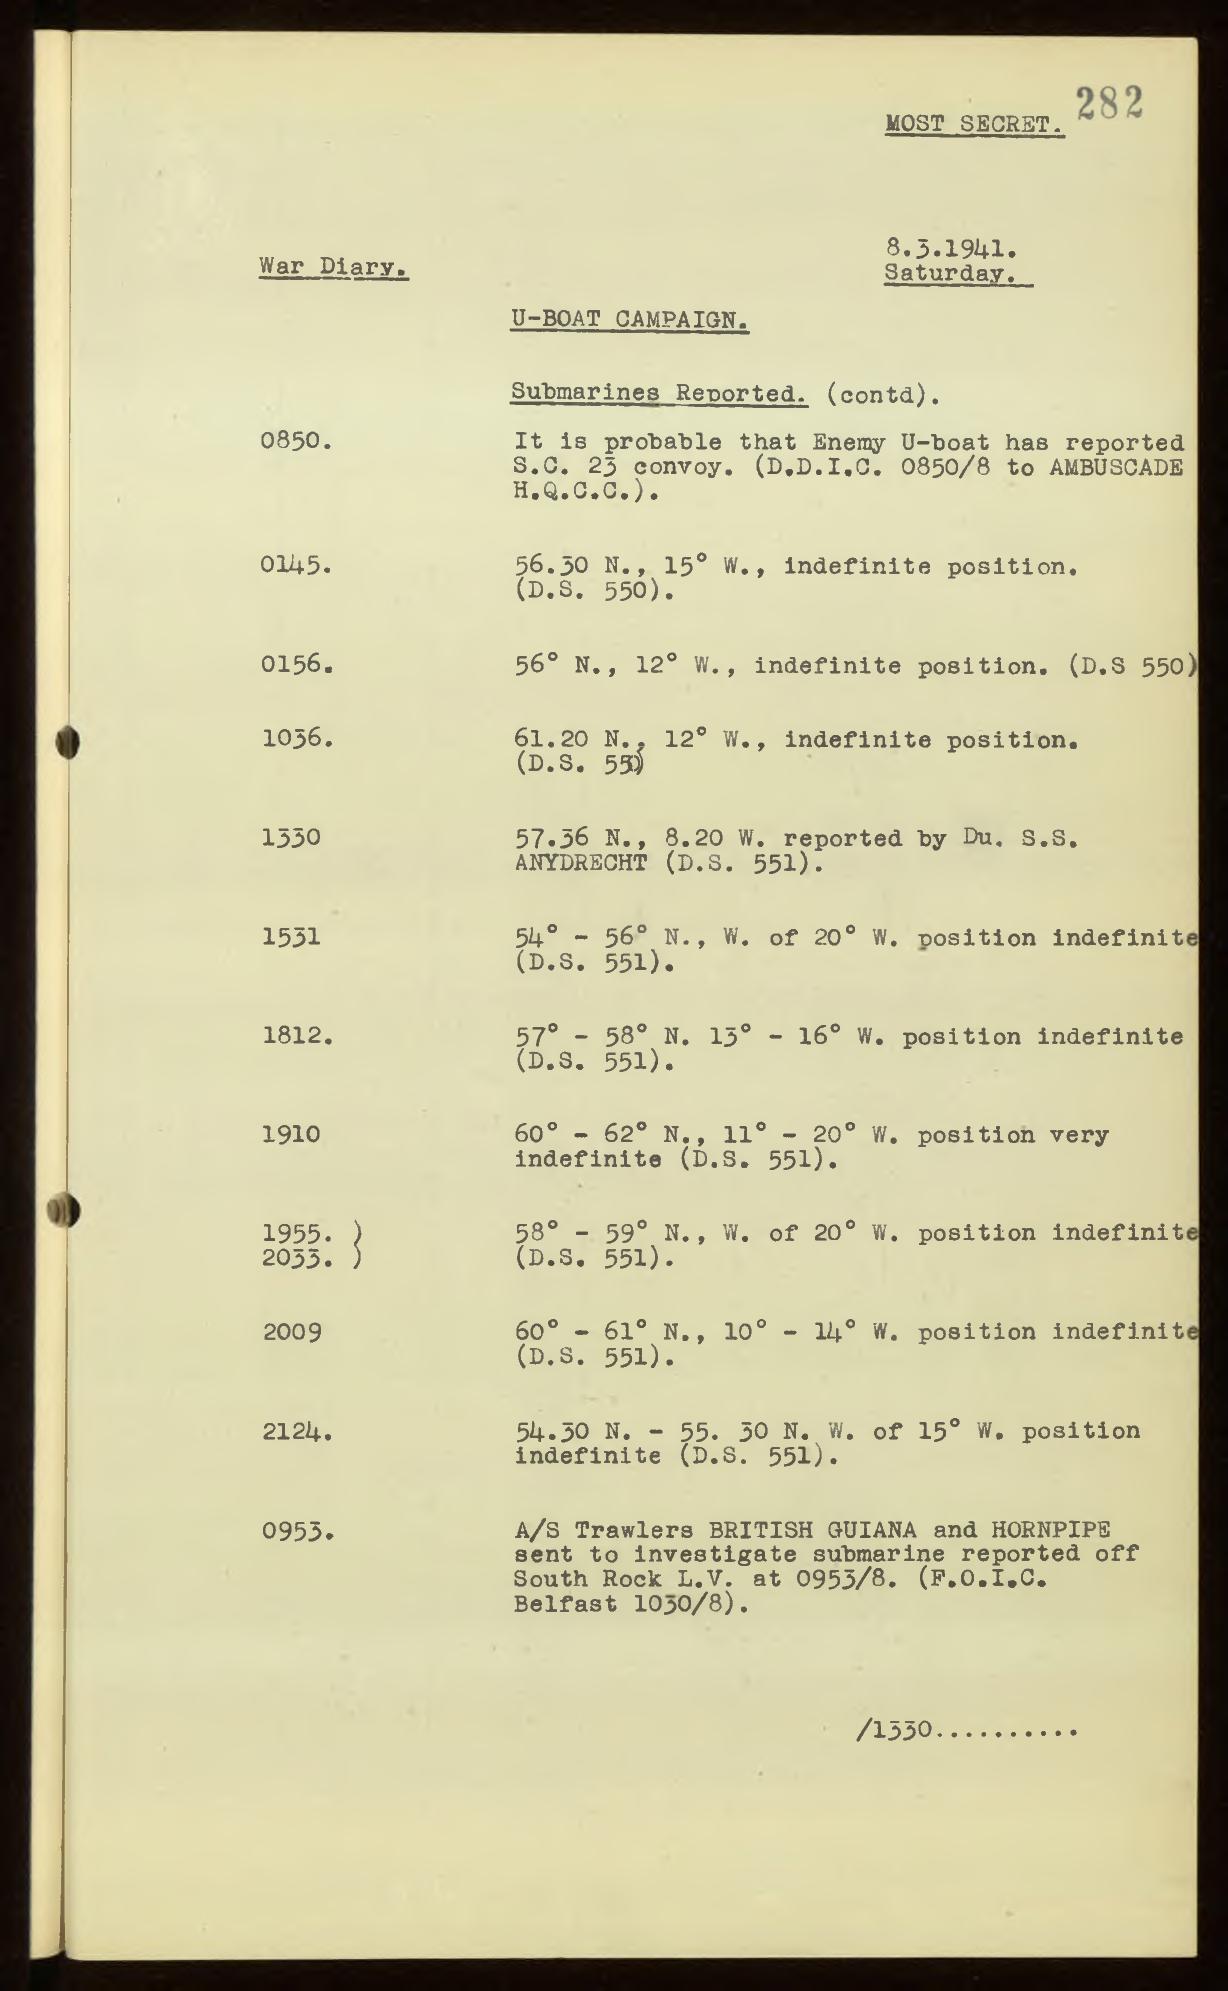 282
MOST SECRET.
8.3.1941.
War Diary.
Saturday.
U-BOAT CAMPAIGN.
Submarines Reported. (contd).
0850. It is probable that Enemy U-boat has reported
S.C. 23 convoy. (D.D.I.C. 0850/8 to AMBUSCADE
H.Q.C.C.).
0145. 56.30 N., 15° W., indefinite position.
(D.S. 550).
0156. 56° N., 12° W., indefinite position. (D.S 550)
1036. 61.20 N., 12° W., indefinite position.
(D.S.
1330 57.36 N., 8.20 W. reported by Du. S.S.
ANYDRECHT (D.S. 551).
1531 54° - 56° N., W. of 20° W. position indefinite
(D.S. 551).
1812. 57° - 58° N. 13° - 16° W. position indefinite
(D.S. 551).
1910 60° - 62° N., 11° - 20° W. position very
indefinite (D.S. 551).
1955. ) 58° - 59° N., W. of 20° W. position indefinite
2033. ) (D.S. 551).
2009 60° - 61° N., 10° - 14° W. position indefinite
(D.S. 551).
2124. 54.30 N. - 55. 30 N. W. of 15° W. position
indefinite (D.S. 551).
0953. A/S Trawlers BRITISH GUIANA and HORNPIPE
sent to investigate submarine reported off
South Rock L.V. at 0953/8. (F.O.I.C.
Belfast 1030/8).
/1330..........